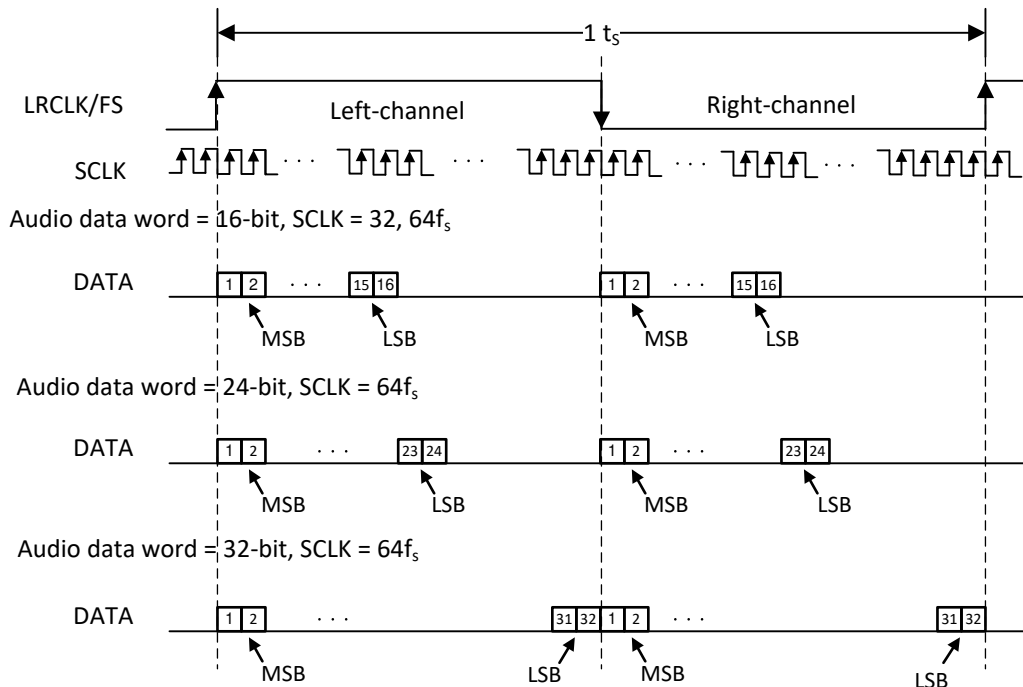 1 tS
LRCLK/FS
Left-channel
Right-channel
SCLK
. . .
. . .
. . .
. . .
Audio data word = 16-bit, SCLK = 32, 64fs
DATA
1 2 . . . 15 16 . . . 1 2 . . . 15 16
MSB LSB MSB LSB
Audio data word = 24-bit, SCLK = 64fs
DATA
1 2 . . . 23 24 1 2 . . . 23 24
MSB LSB MSB LSB
Audio data word = 32-bit, SCLK = 64fs
DATA
1 2 . . . 31 32 1 2 . . . 31 32
MSB LSB MSB LSB